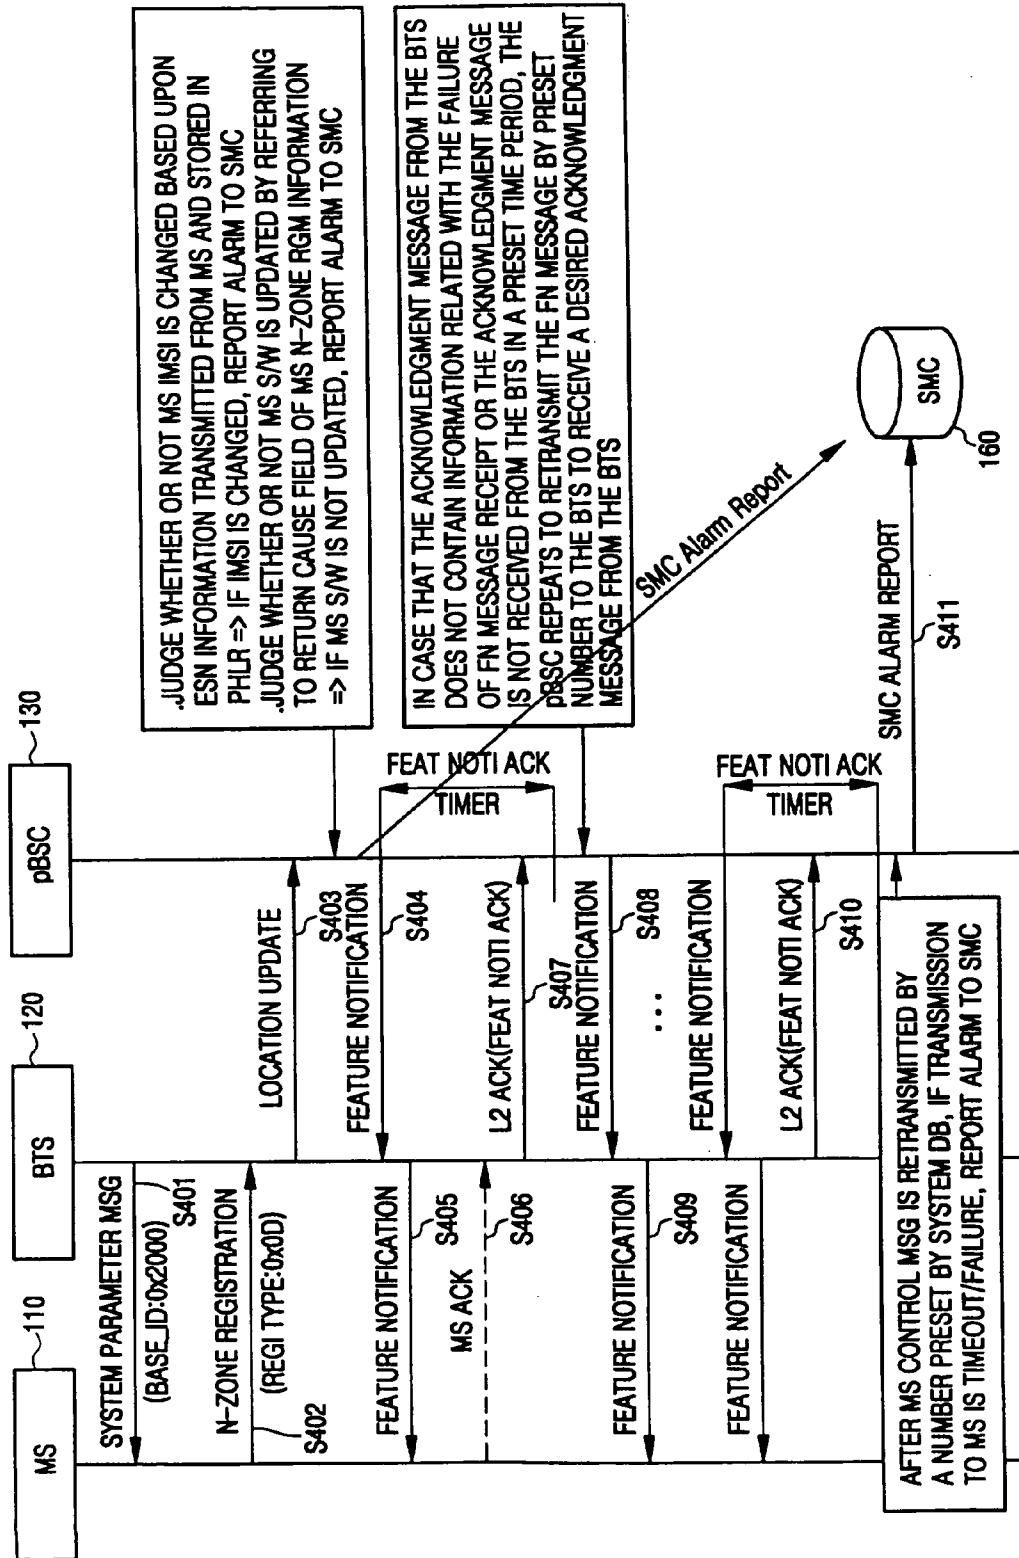 MS
110
BTS
120
pBSC
130
SYSTEM PARAMETER MSG
S401
(BASE_ID:0x2000)
N-ZONE REGISTRATION
(REGI TYPE:0x0D)
S402
LOCATION UPDATE
S403
.JUDGE WHETHER OR NOT MS IMSI IS CHANGED BASED UPON
ESN INFORMATION TRANSMITTED FROM MS AND STORED IN
PHLR => IF IMSI IS CHANGED, REPORT ALARM TO SMC
.JUDGE WHETHER OR NOT MS S/W IS UPDATED BY REFERRING
TO RETURN CAUSE FIELD OF MS N-ZONE RGM INFORMATION
=> IF MS S/W IS NOT UPDATED, REPORT ALARM TO SMC
FEATURE NOTIFICATION
S404
FEAT NOTI ACK
TIMER
FEATURE NOTIFICATION
S405
MS ACK
S406
L2 ACK(FEAT NOTI ACK)
S407
IN CASE THAT THE ACKNOWLEDGMENT MESSAGE FROM THE BTS
DOES NOT CONTAIN INFORMATION RELATED WITH THE FAILURE
OF FN MESSAGE RECEIPT OR THE ACKNOWLEDGMENT MESSAGE
IS NOT RECEIVED FROM THE BTS IN A PRESET TIME PERIOD, THE
pBSC REPEATS TO RETRANSMIT THE FN MESSAGE BY PRESET
NUMBER TO THE BTS TO RECEIVE A DESIRED ACKNOWLEDGMENT
MESSAGE FROM THE BTS
SMC Alarm Report
FEATURE NOTIFICATION
S408
...
FEATURE NOTIFICATION
S409
FEATURE NOTIFICATION
FEAT NOTI ACK
TIMER
FEATURE NOTIFICATION
L2 ACK(FEAT NOTI ACK)
S410
AFTER MS CONTROL MSG IS RETRANSMITTED BY
A NUMBER PRESET BY SYSTEM DB, IF TRANSMISSION
TO MS IS TIMEOUT/FAILURE, REPORT ALARM TO SMC
SMC ALARM REPORT
S411
SMC
160